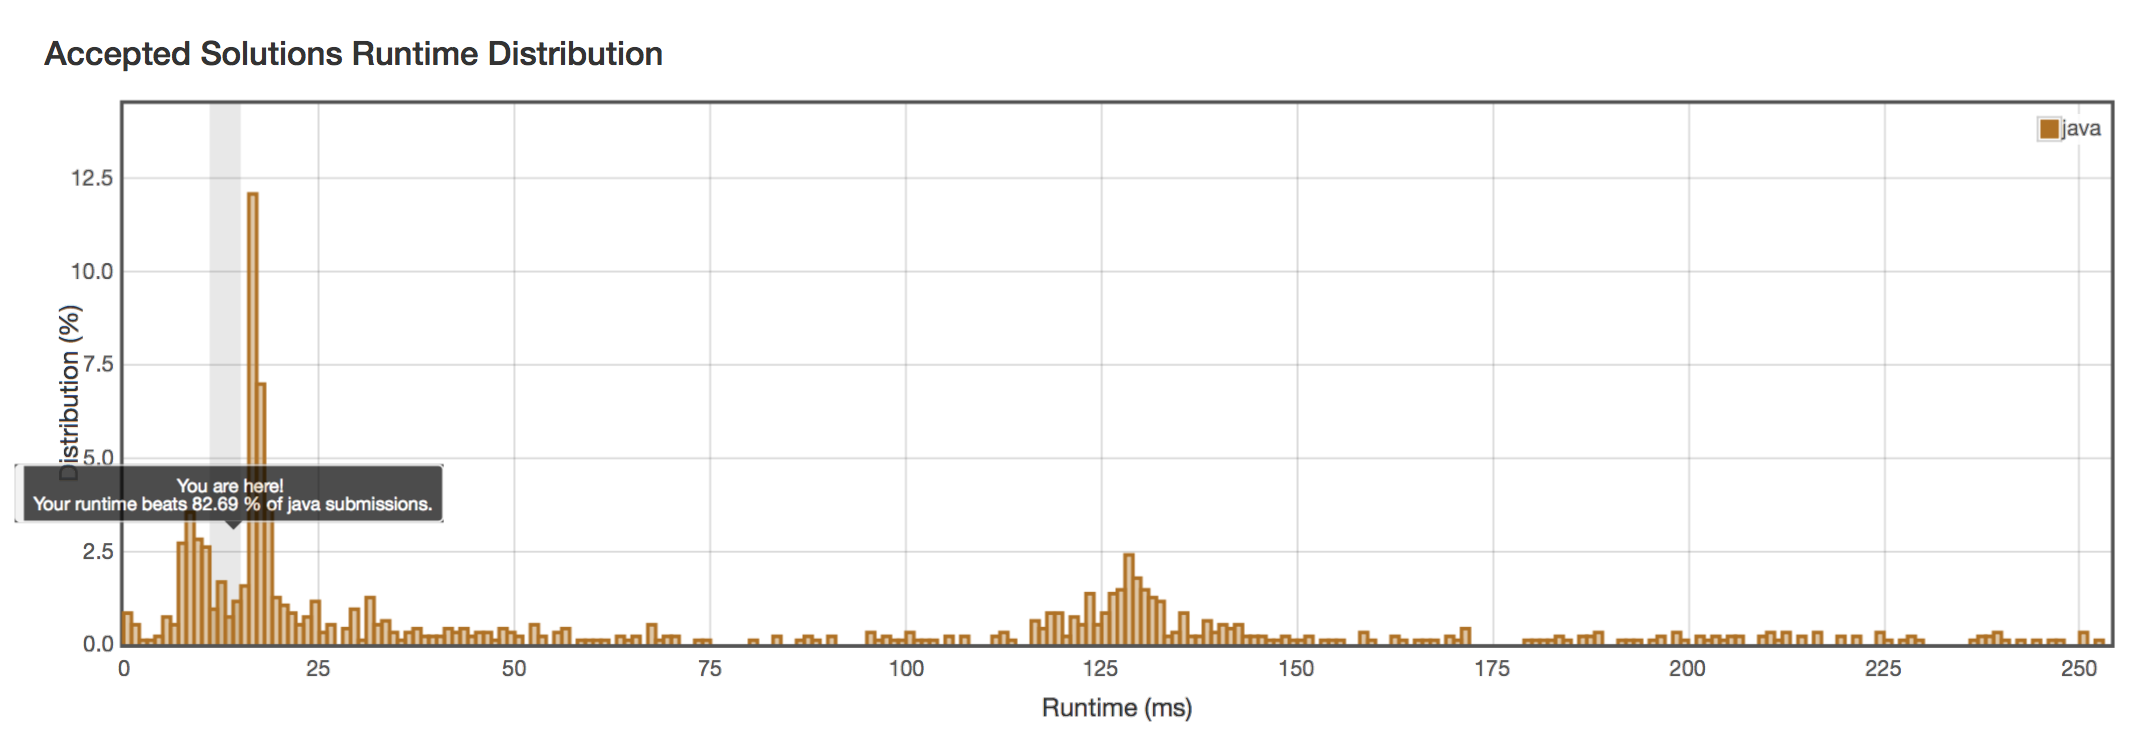 Accepted Solutions Runtime Distribution
java
12.5
10.0
7.5
5.0
2.5
0.0
Distribution (%)
You are here!
Your runtime beats 82.69 % of java submissions.
0 25 50 75 100 125 150 175 200 225 250
Runtime (ms)